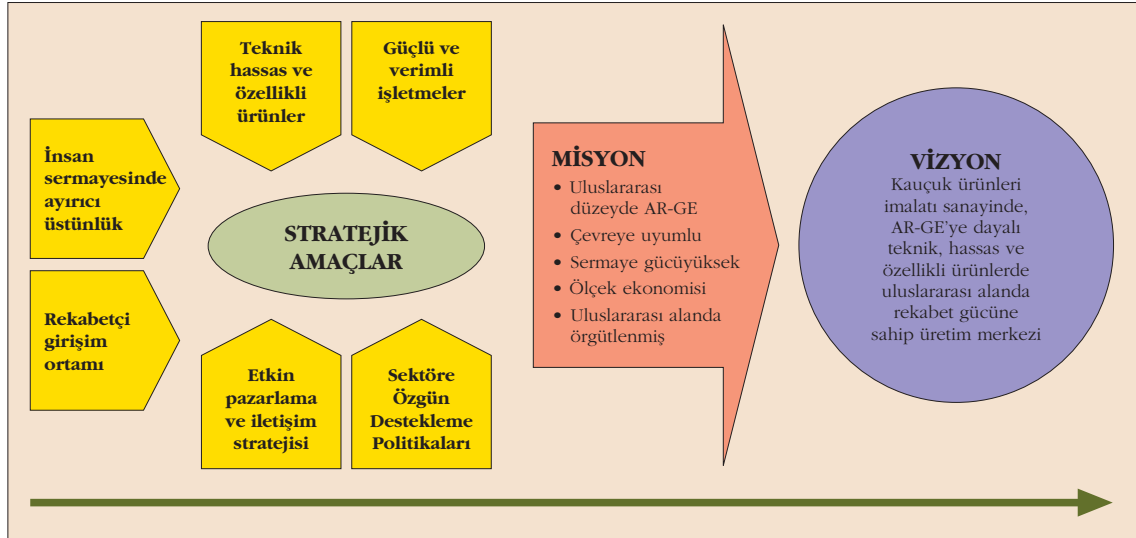 Teknik
hassas ve
özellikli
ürünler
Güçlü ve
verimli
işletmeler
İnsan
sermayesinde
ayırıcı
üstünlük
Rekabetçi
girişim
ortamı
STRATEJİK
AMAÇLAR
Etkin
pazarlama
ve iletişim
stratejisi
Sektöre
Özgün
Destekleme
Politikaları
MİSYON
• Uluslararası
düzeyde AR-GE
• Çevreye uyumlu
• Sermaye gücüyüksek
• Ölçek ekonomisi
• Uluslararası alanda
örgütlenmiş
VİZYON
Kauçuk ürünleri
imalatı sanayinde,
AR-GE’ye dayalı
teknik, hassas ve
özellikli ürünlerde
uluslararası alanda
rekabet gücüne
sahip üretim merkezi